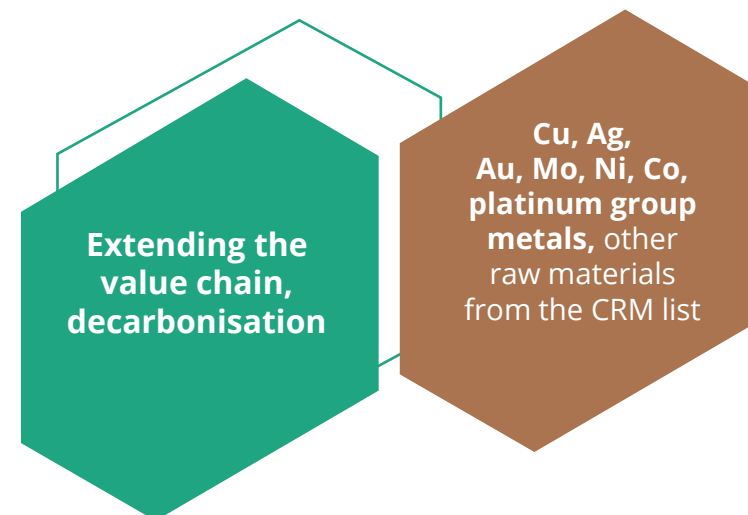 Extending the
value chain,
decarbonisation
Cu, Ag,
Au, Mo, Ni, Co,
platinum group
metals, other
raw materials
from the CRM list